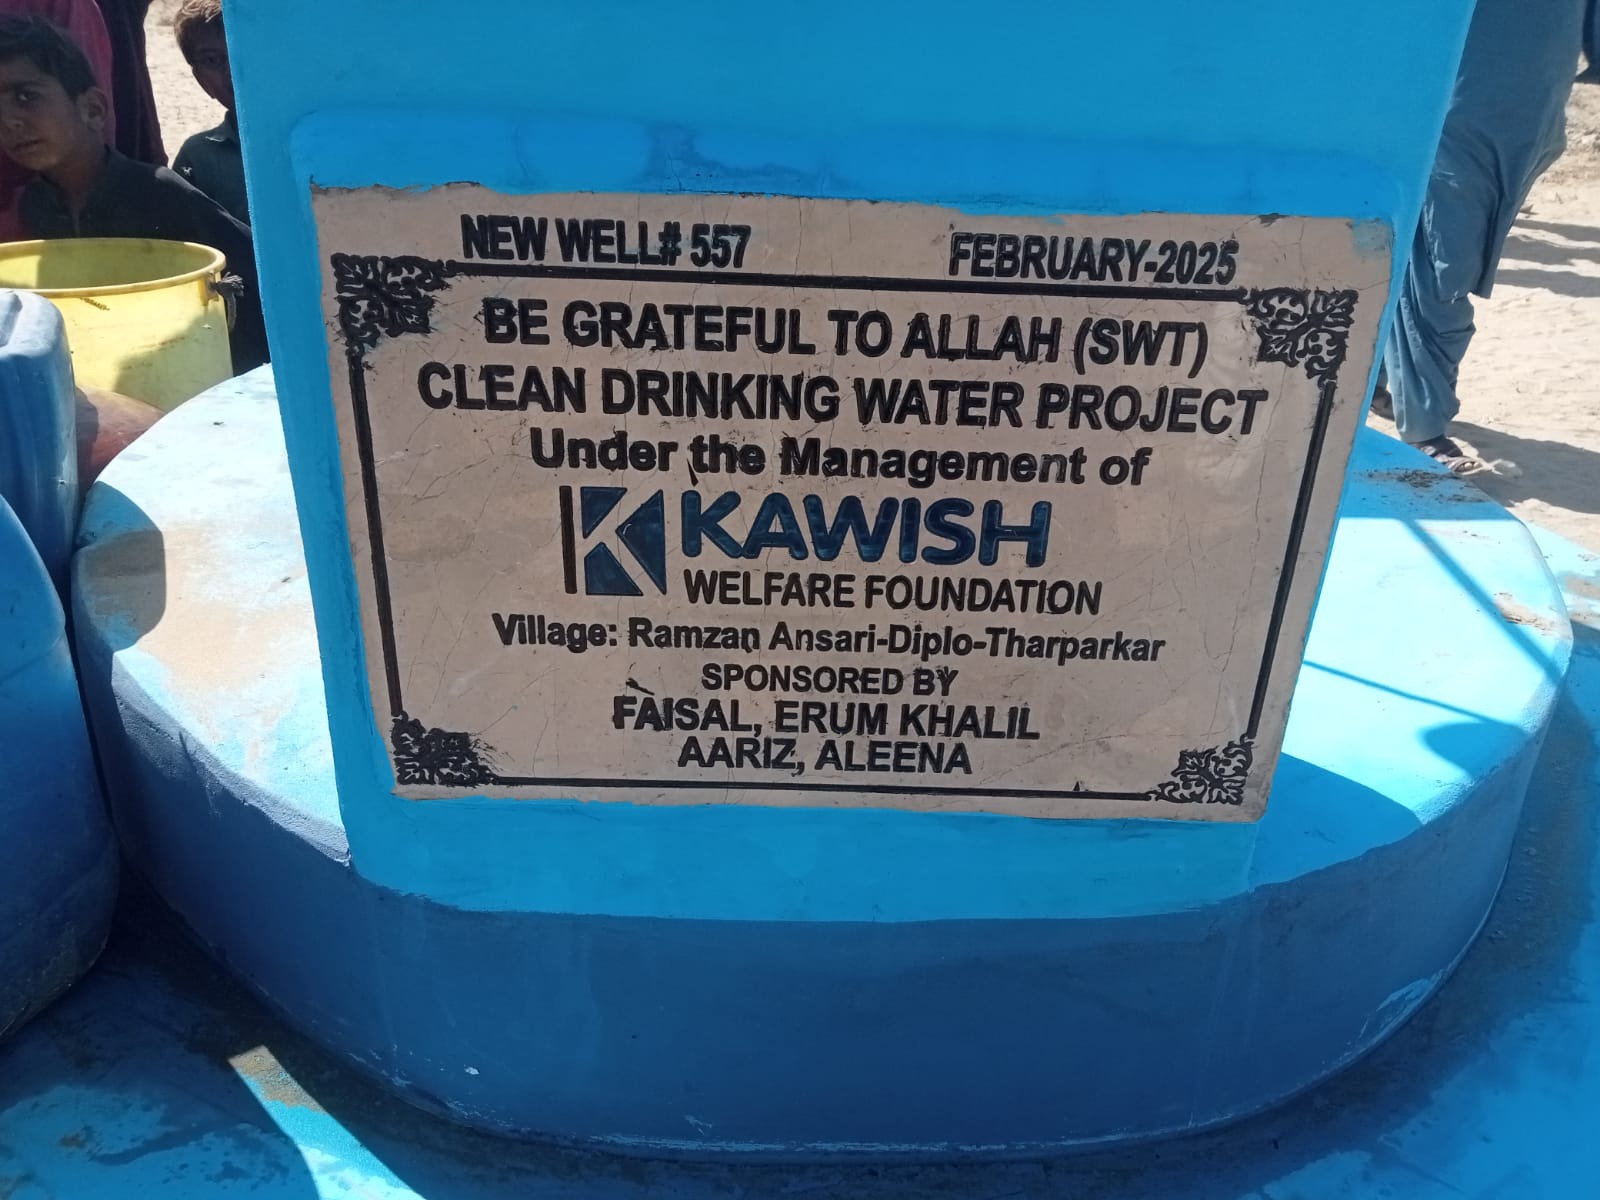 NEW WELL# 557 FEBRUARY-2025
BE GRATEFUL TO ALLAH (SWT)
CLEAN DRINKING WATER PROJECT
Under the Management of
KAWISH
WELFARE FOUNDATION
Village: Ramzan Ansari-Diplo-Tharparkar
SPONSORED BY
FAISAL, ERUM KHALIL
AARIZ, ALEENA